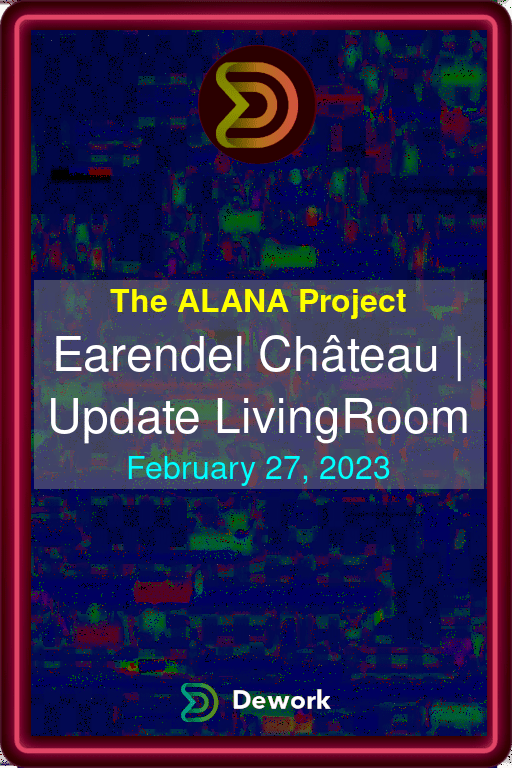 The ALANA Project
Earendel Château |
Update LivingRoom
February 27, 2023
Dework